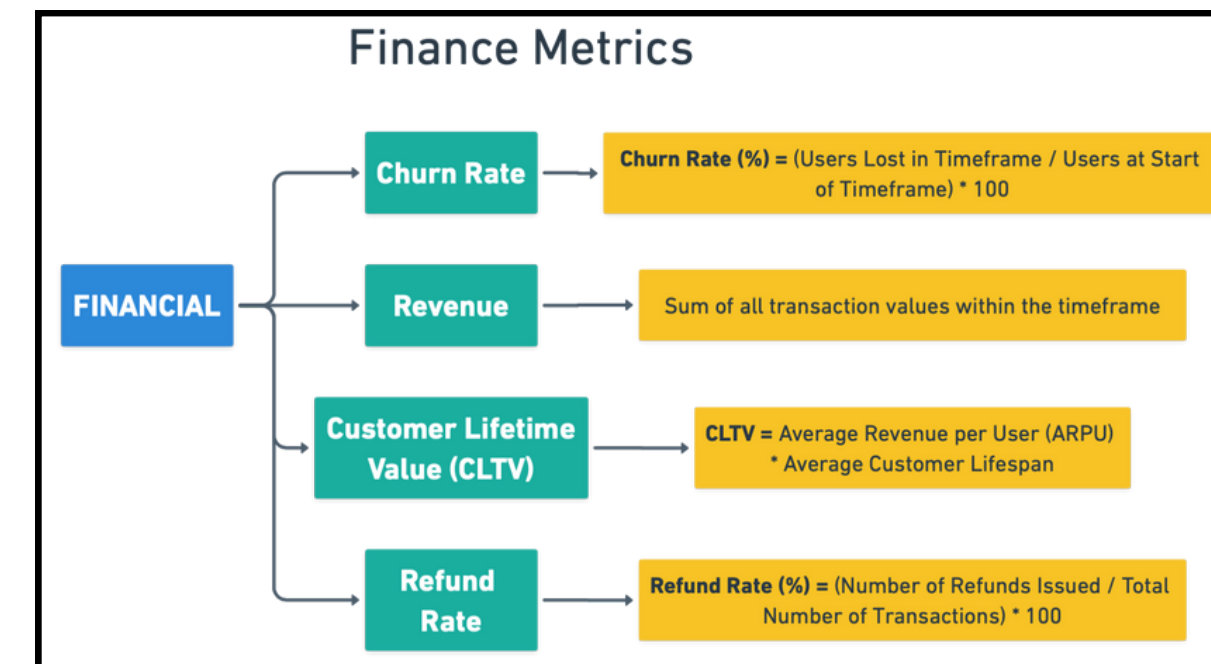 Finance Metrics
Churn Rate
Churn Rate (%) = (Users Lost in Timeframe / Users at Start
of Timeframe) * 100
FINANCIAL
Revenue
Sum of all transaction values within the timeframe
Customer Lifetime
Value (CLTV)
CLTV = Average Revenue per User (ARPU)
* Average Customer Lifespan
Refund
Rate
Refund Rate (%) = (Number of Refunds Issued / Total
Number of Transactions) * 100